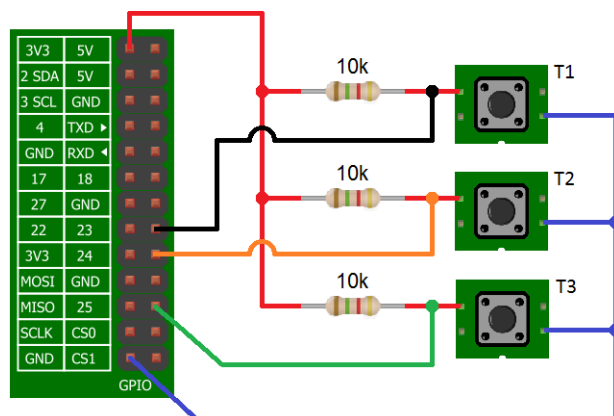 3V3 5V
2 SDA 5V
3 SCL GND
4 TXD ▸
GND RXD ◂
17 18
27 GND
22 23
3V3 24
MOSI GND
MISO 25
SCLK CS0
GND CS1
GPIO
10k
T1
10k
T2
10k
T3